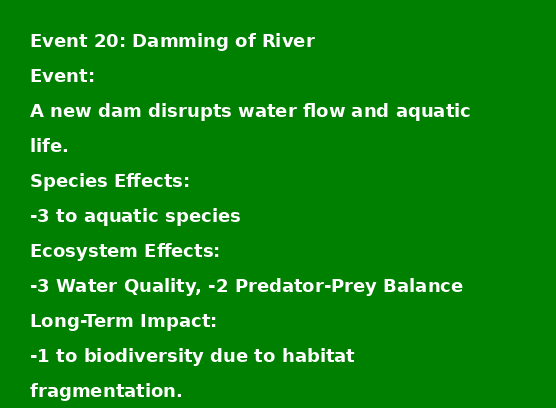 Event 20: Damming of River
Event:
A new dam disrupts water flow and aquatic
life.
Species Effects:
-3 to aquatic species
Ecosystem Effects:
-3 Water Quality, -2 Predator-Prey Balance
Long-Term Impact:
-1 to biodiversity due to habitat
fragmentation.